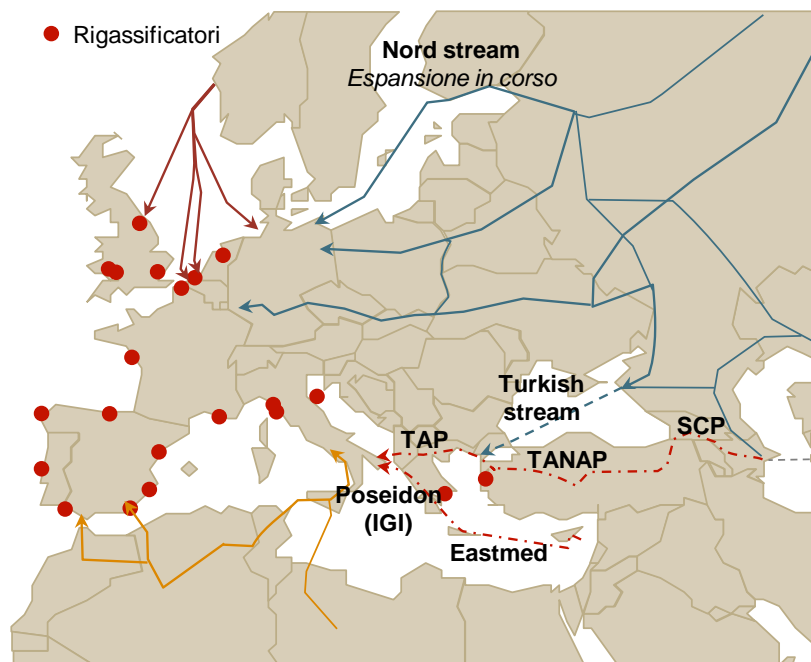 Rigassificatori
Nord stream
Espansione in corso
Turkish
stream
SCP
TAP
TANAP
Poseidon
(IGI)
Eastmed